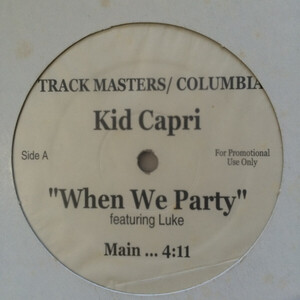 TRACK MASTERS/ COLUMBIA
Kid Capri
Side A
For Promotional
Use Only
"When We Party"
featuring Luke
Main ... 4:11